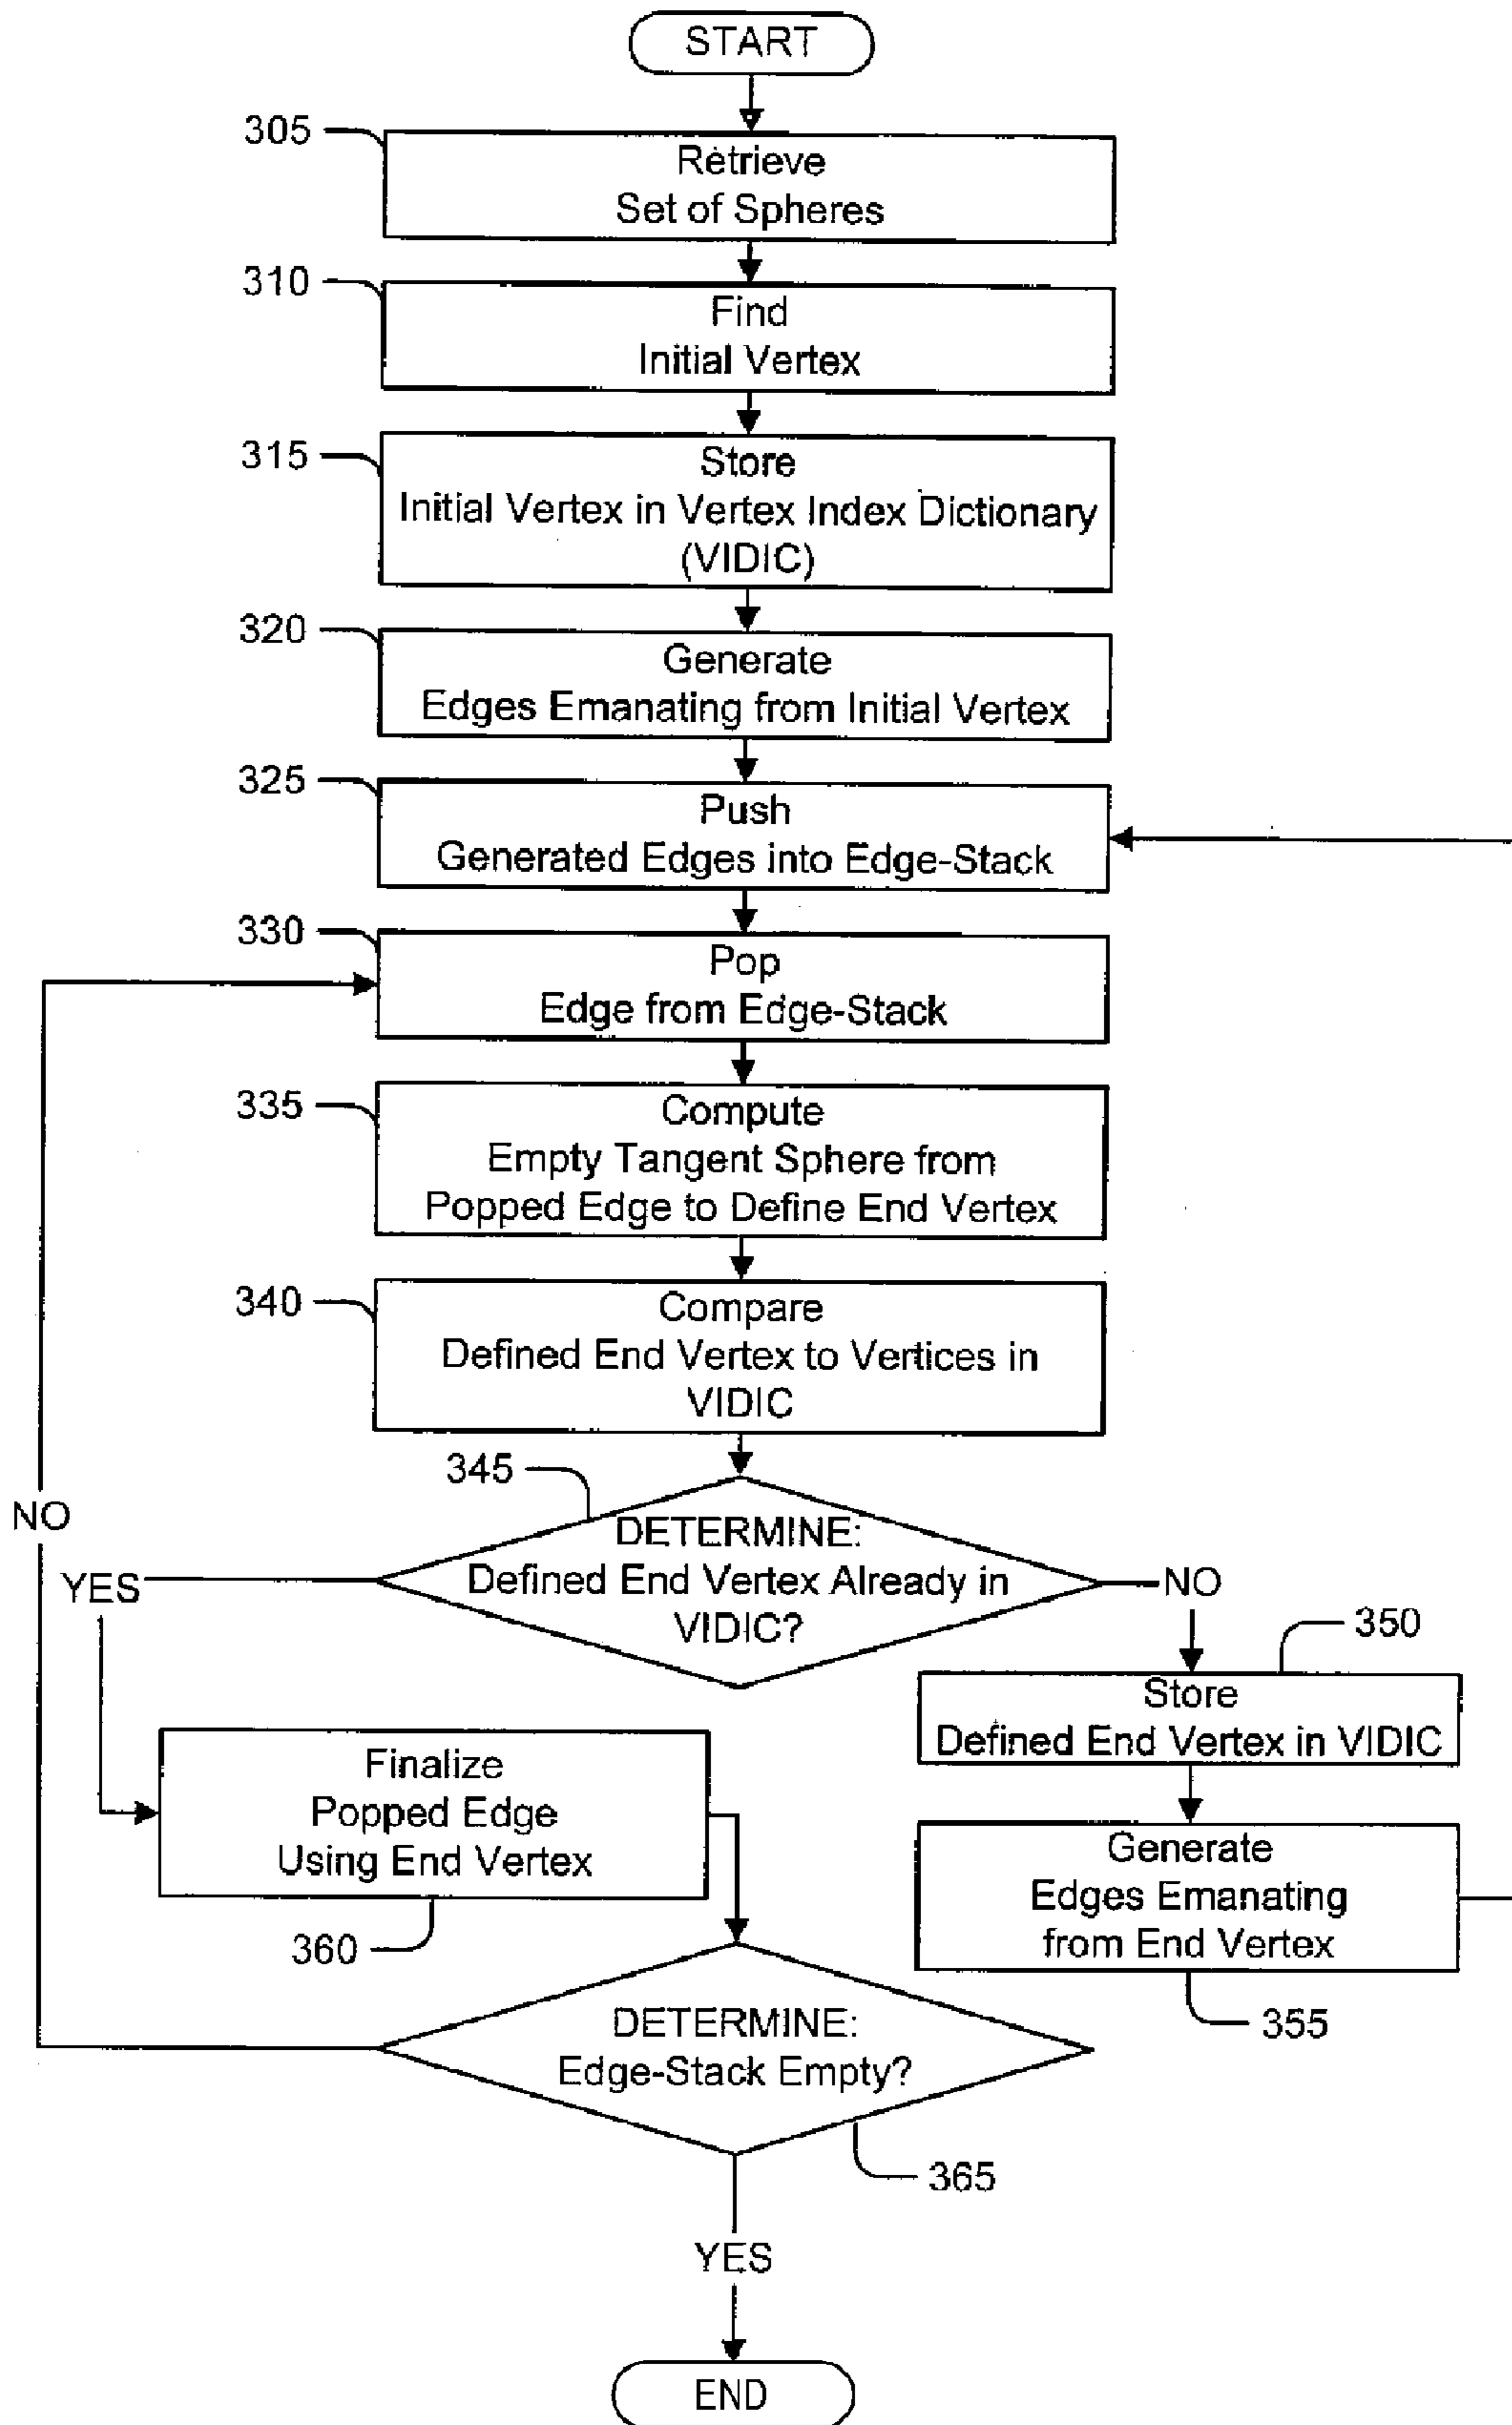 START
305
Retrieve
Set of Spheres
310
Find
Initial Vertex
315
Store
Initial Vertex in Vertex Index Dictionary
(VIDIC)
320
Generate
Edges Emanating from Initial Vertex
325
Push
Generated Edges into Edge-Stack
330
Pop
Edge from Edge-Stack
335
Compute
Empty Tangent Sphere from
Popped Edge to Define End Vertex
340
Compare
Defined End Vertex to Vertices in
VIDIC
345
DETERMINE:
Defined End Vertex Already in
VIDIC?
NO
YES
NO
350
Store
Defined End Vertex in VIDIC
Finalize
Popped Edge
Using End Vertex
360
Generate
Edges Emanating
from End Vertex
355
DETERMINE:
Edge-Stack Empty?
365
YES
END